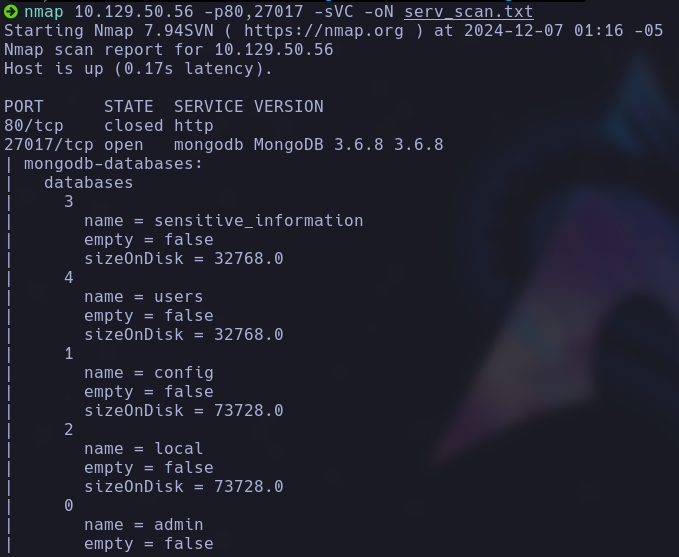 nmap 10.129.50.56 -p80,27017 -sVC -oN serv_scan.txt
Starting Nmap 7.94SVN ( https://nmap.org ) at 2024-12-07 01:16 -05
Nmap scan report for 10.129.50.56
Host is up (0.17s latency).

PORT      STATE  SERVICE VERSION
80/tcp    closed http
27017/tcp open   mongodb MongoDB 3.6.8 3.6.8
| mongodb-databases:
|   databases
|     3
|       name = sensitive_information
|       empty = false
|       sizeOnDisk = 32768.0
|     4
|       name = users
|       empty = false
|       sizeOnDisk = 32768.0
|     1
|       name = config
|       empty = false
|       sizeOnDisk = 73728.0
|     2
|       name = local
|       empty = false
|       sizeOnDisk = 73728.0
|     0
|       name = admin
|       empty = false